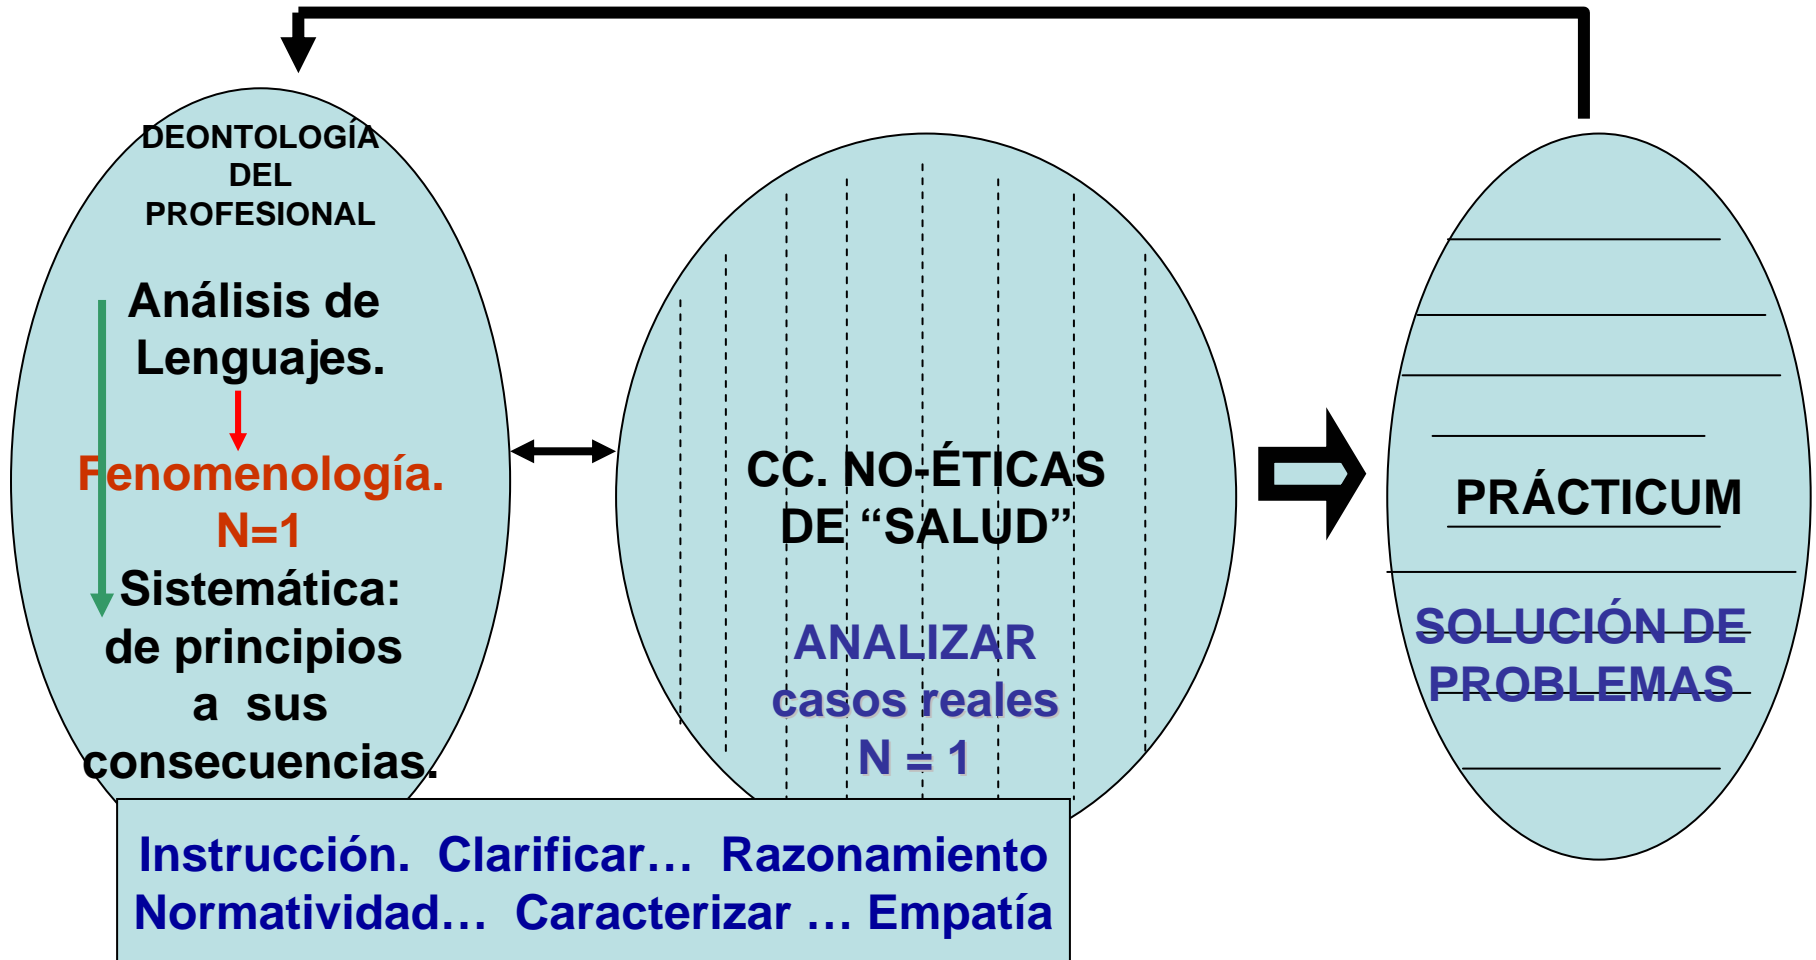 DEONTOLOGÍA
DEL
PROFESIONAL
Análisis de
Lenguajes.
Fenomenología.
N=1
Sistemática:
de principios
a sus
consecuencias.
CC. NO-ÉTICAS
DE “SALUD”
ANALIZAR
casos reales
N = 1
PRÁCTICUM
SOLUCIÓN DE
PROBLEMAS
Instrucción. Clarificar… Razonamiento
Normatividad… Caracterizar … Empatía